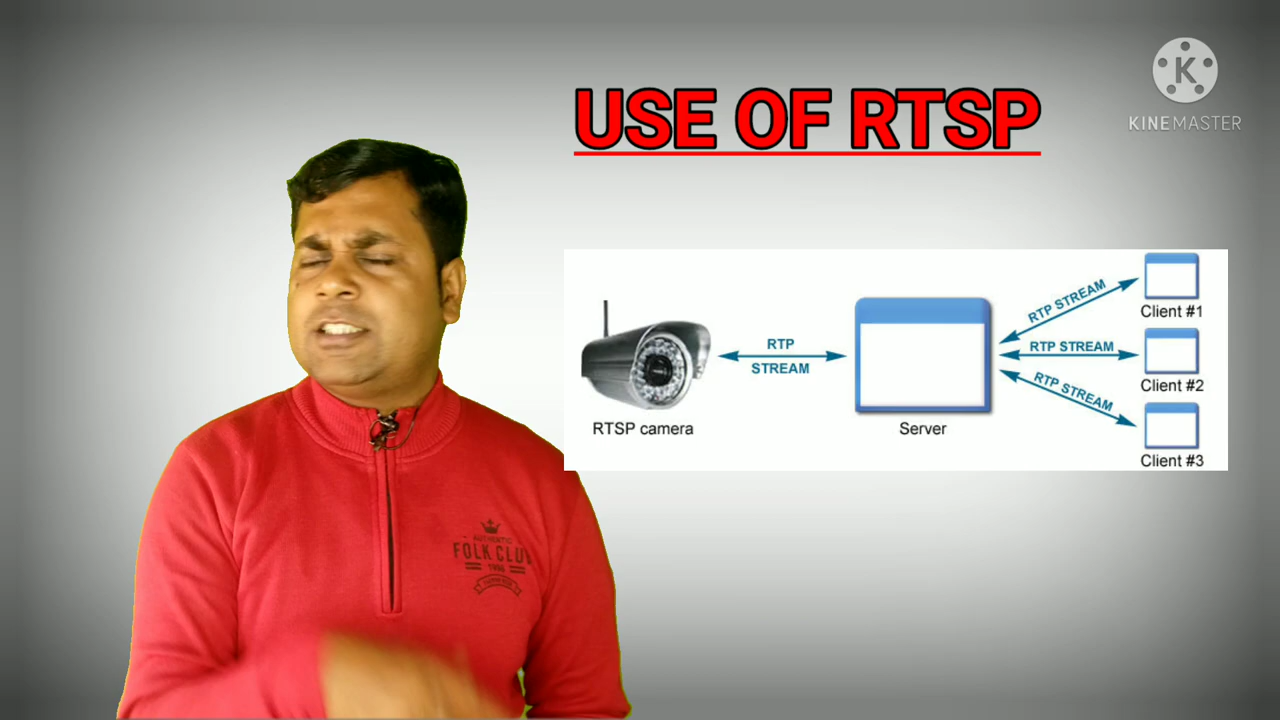 USE OF RTSP
KINEMASTER
RTP
STREAM
RTP STREAM
RTP STREAM
RTP STREAM
RTSP camera
Server
Client #1
Client #2
Client #3
AUTHENTIC
FOLK CLUB
1996